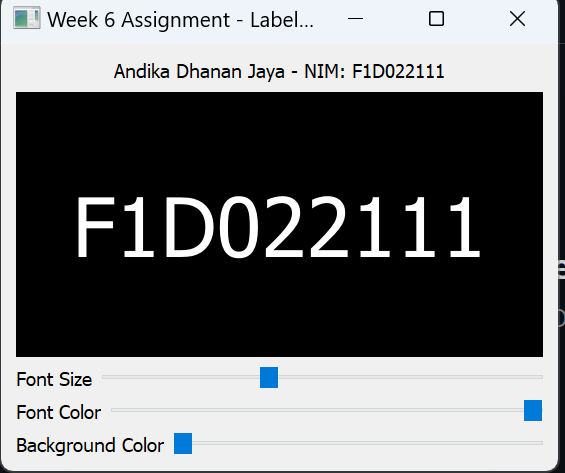 Week 6 Assignment - Label...
Andika Dhanan Jaya - NIM: F1D022111
F1D022111
Font Size
Font Color
Background Color